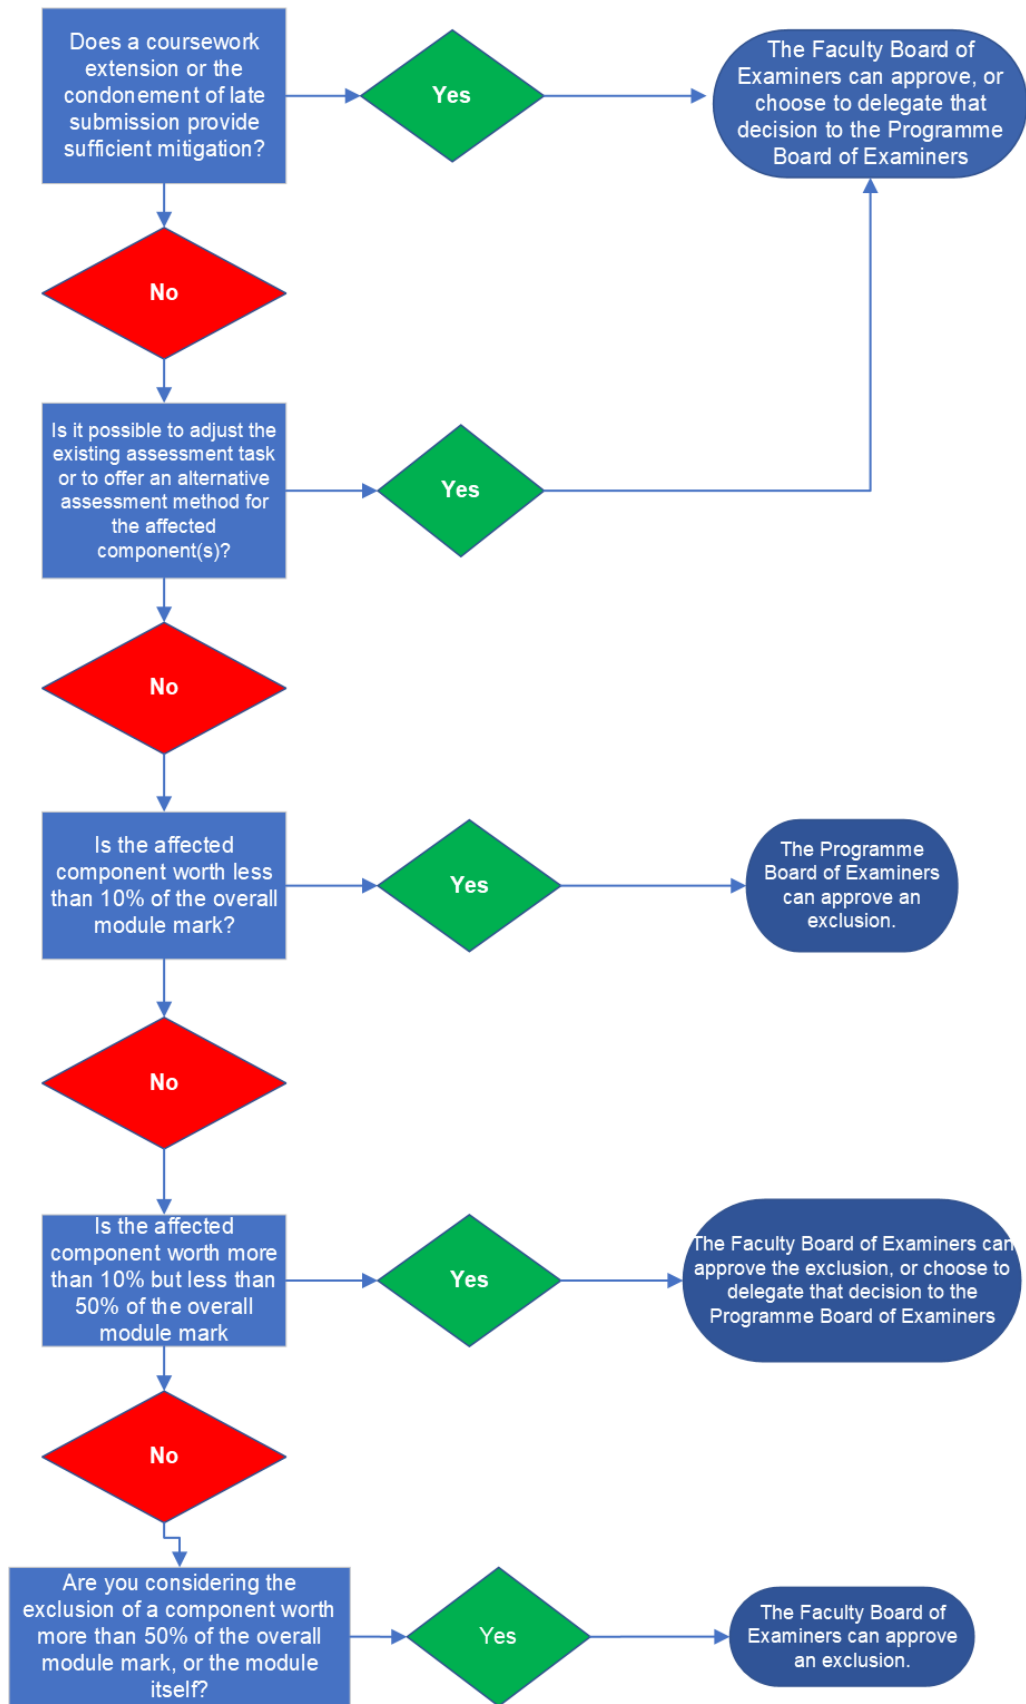 Does a coursework
extension or the
condonement of late
submission provide
sufficient mitigation?
Yes
The Faculty Board of
Examiners can approve, or
choose to delegate that
decision to the Programme
Board of Examiners
No
Is it possible to adjust the
existing assessment task
or to offer an alternative
assessment method for
the affected
component(s)?
Yes
No
Is the affected
component worth less
than 10% of the overall
module mark?
Yes
The Programme
Board of Examiners
can approve an
exclusion.
No
Is the affected
component worth more
than 10% but less than
50% of the overall
module mark
Yes
The Faculty Board of Examiners can
approve the exclusion, or choose to
delegate that decision to the
Programme Board of Examiners
No
Are you considering the
exclusion of a component worth
more than 50% of the overall
module mark, or the module
itself?
Yes
The Faculty Board of
Examiners can approve
an exclusion.